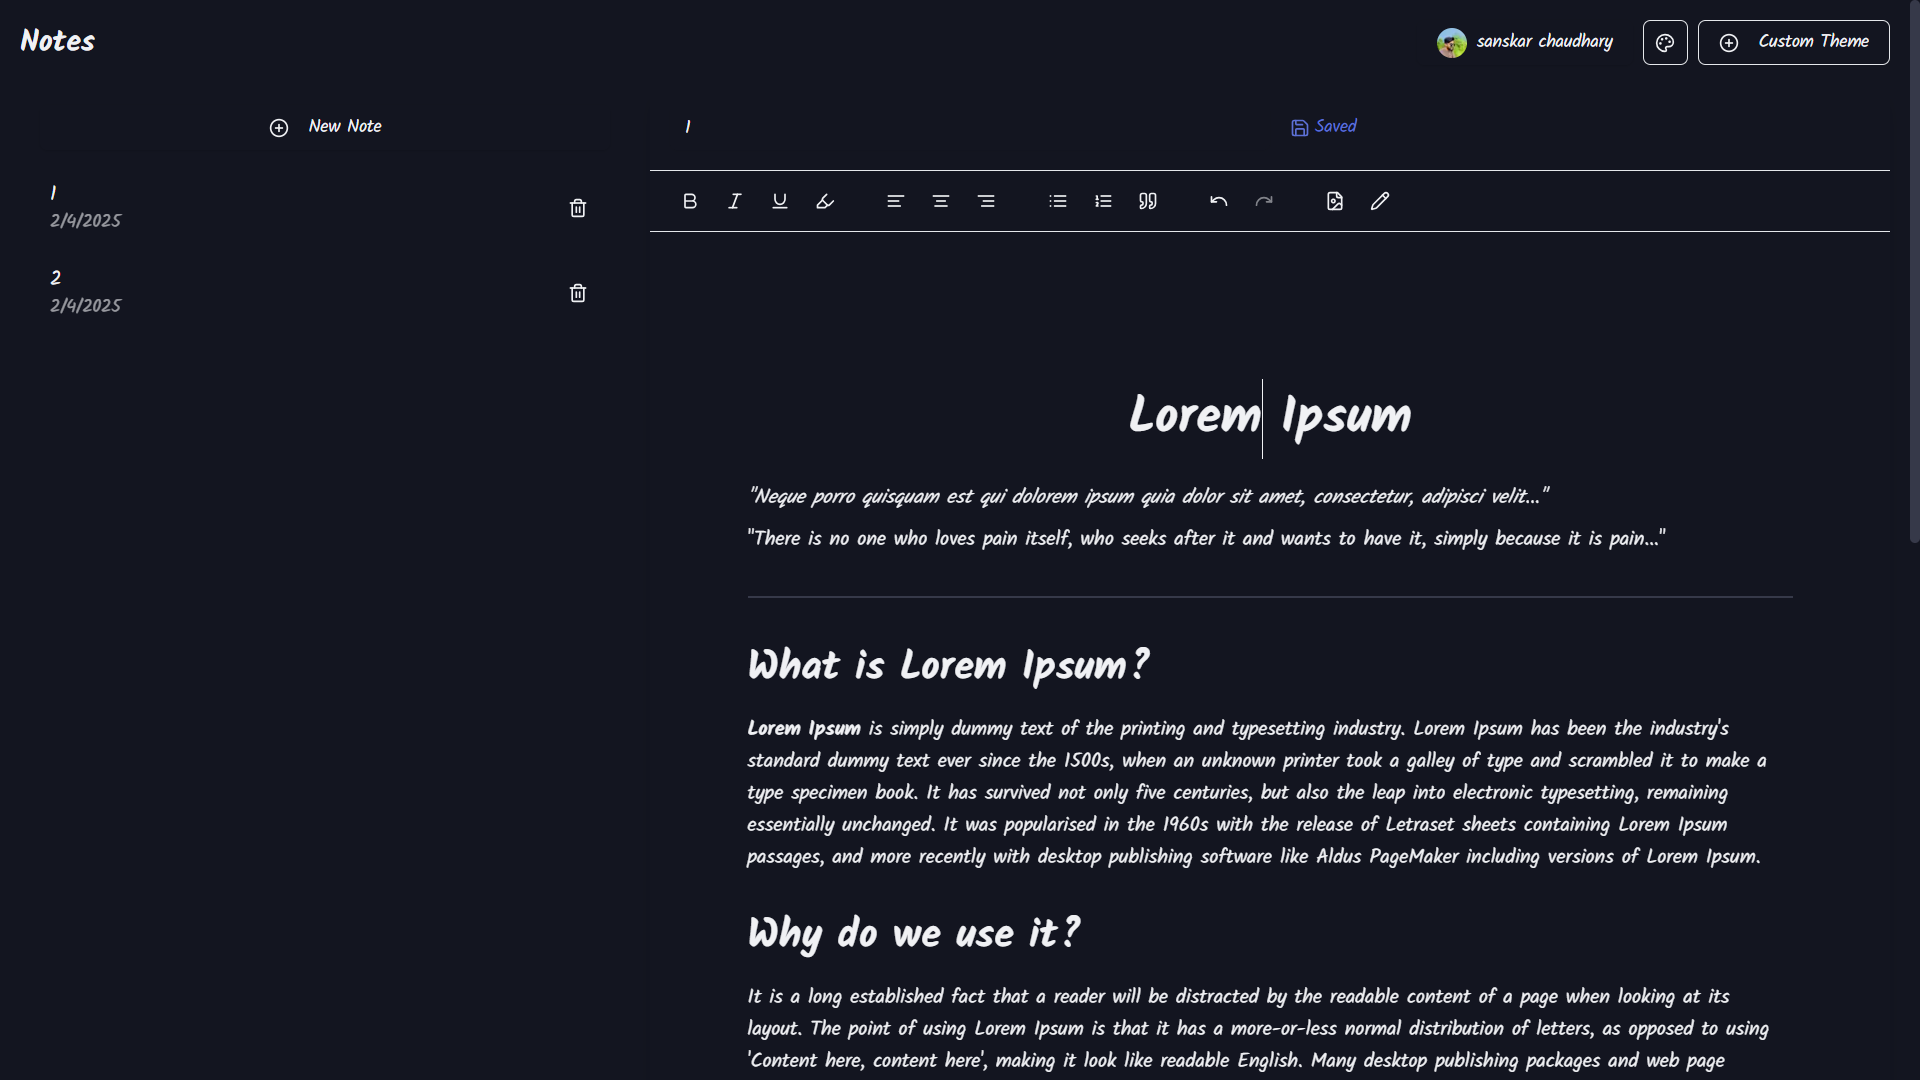 Notes
sanskar chaudhary
Custom Theme
New Note
1
2/4/2025
2
2/4/2025
1
Saved
Lorem Ipsum
"Neque porro quisquam est qui dolorem ipsum quia dolor sit amet, consectetur, adipisci velit..."
"There is no one who loves pain itself, who seeks after it and wants to have it, simply because it is pain..."
What is Lorem Ipsum?
Lorem Ipsum is simply dummy text of the printing and typesetting industry. Lorem Ipsum has been the industry's
standard dummy text ever since the 1500s, when an unknown printer took a galley of type and scrambled it to make a
type specimen book. It has survived not only five centuries, but also the leap into electronic typesetting, remaining
essentially unchanged. It was popularised in the 1960s with the release of Letraset sheets containing Lorem Ipsum
passages, and more recently with desktop publishing software like Aldus PageMaker including versions of Lorem Ipsum.
Why do we use it?
It is a long established fact that a reader will be distracted by the readable content of a page when looking at its
layout. The point of using Lorem Ipsum is that it has a more-or-less normal distribution of letters, as opposed to using
'Content here, content here', making it look like readable English. Many desktop publishing packages and web page